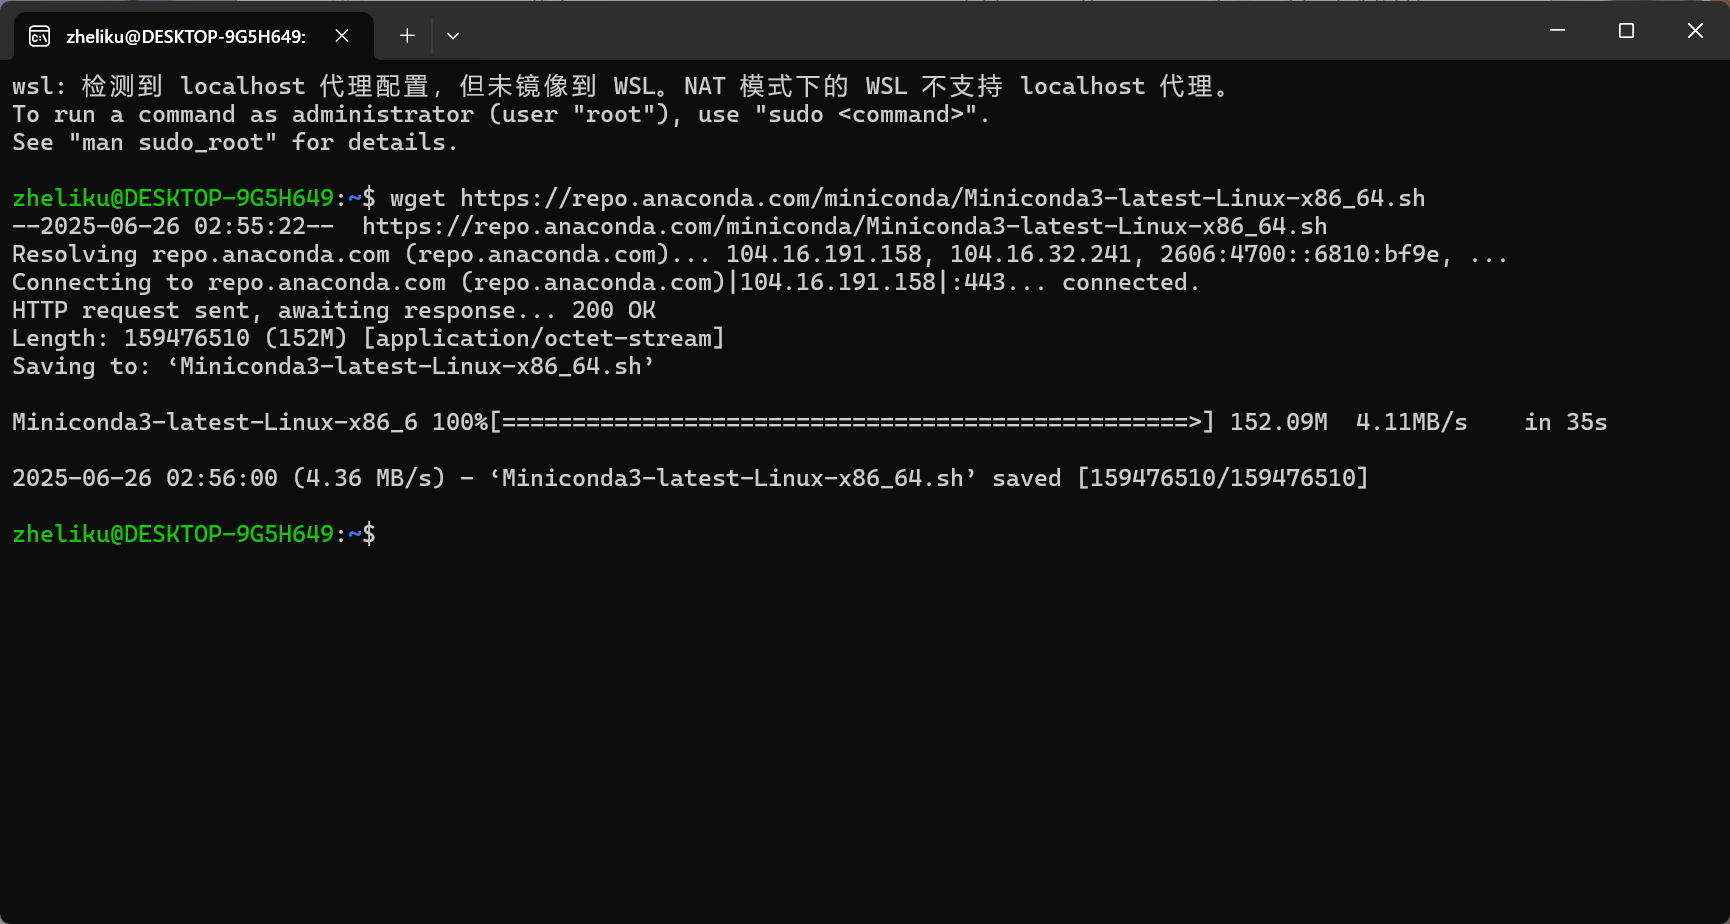 zheliku@DESKTOP-9G5H649:
wsl: 检测到 localhost 代理配置，但未镜像到 WSL。NAT 模式下的 WSL 不支持 localhost 代理。
To run a command as administrator (user "root"), use "sudo <command>".
See "man sudo_root" for details.
zheliku@DESKTOP-9G5H649:~$ wget https://repo.anaconda.com/miniconda/Miniconda3-latest-Linux-x86_64.sh
--2025-06-26 02:55:22--  https://repo.anaconda.com/miniconda/Miniconda3-latest-Linux-x86_64.sh
Resolving repo.anaconda.com (repo.anaconda.com)... 104.16.191.158, 104.16.32.241, 2606:4700::6810:bf9e, ...
Connecting to repo.anaconda.com (repo.anaconda.com)|104.16.191.158|:443... connected.
HTTP request sent, awaiting response... 200 OK
Length: 159476510 (152M) [application/octet-stream]
Saving to: ‘Miniconda3-latest-Linux-x86_64.sh’
Miniconda3-latest-Linux-x86_6 100%[=================================================>] 152.09M  4.11MB/s    in 35s
2025-06-26 02:56:00 (4.36 MB/s) - ‘Miniconda3-latest-Linux-x86_64.sh’ saved [159476510/159476510]
zheliku@DESKTOP-9G5H649:~$